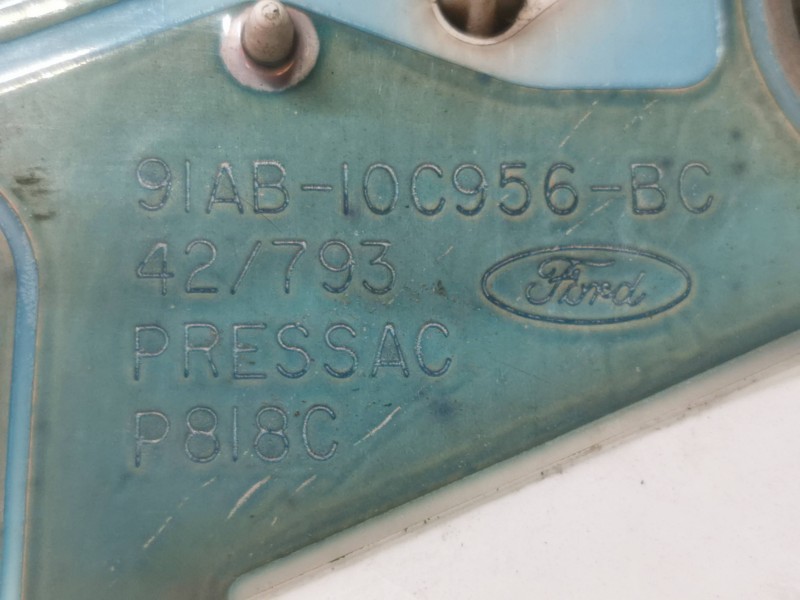 91AB-10C956-BC
42/793
Ford
PRESSAC
P818C